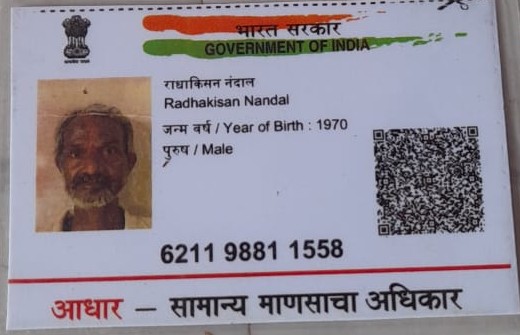 भारत सरकार
GOVERNMENT OF INDIA
राधाकिसन नंदाल
Radhakisan Nandal
जन्म वर्ष / Year of Birth : 1970
पुरुष / Male
6211 9881 1558
आधार – सामान्य माणसाचा अधिकार